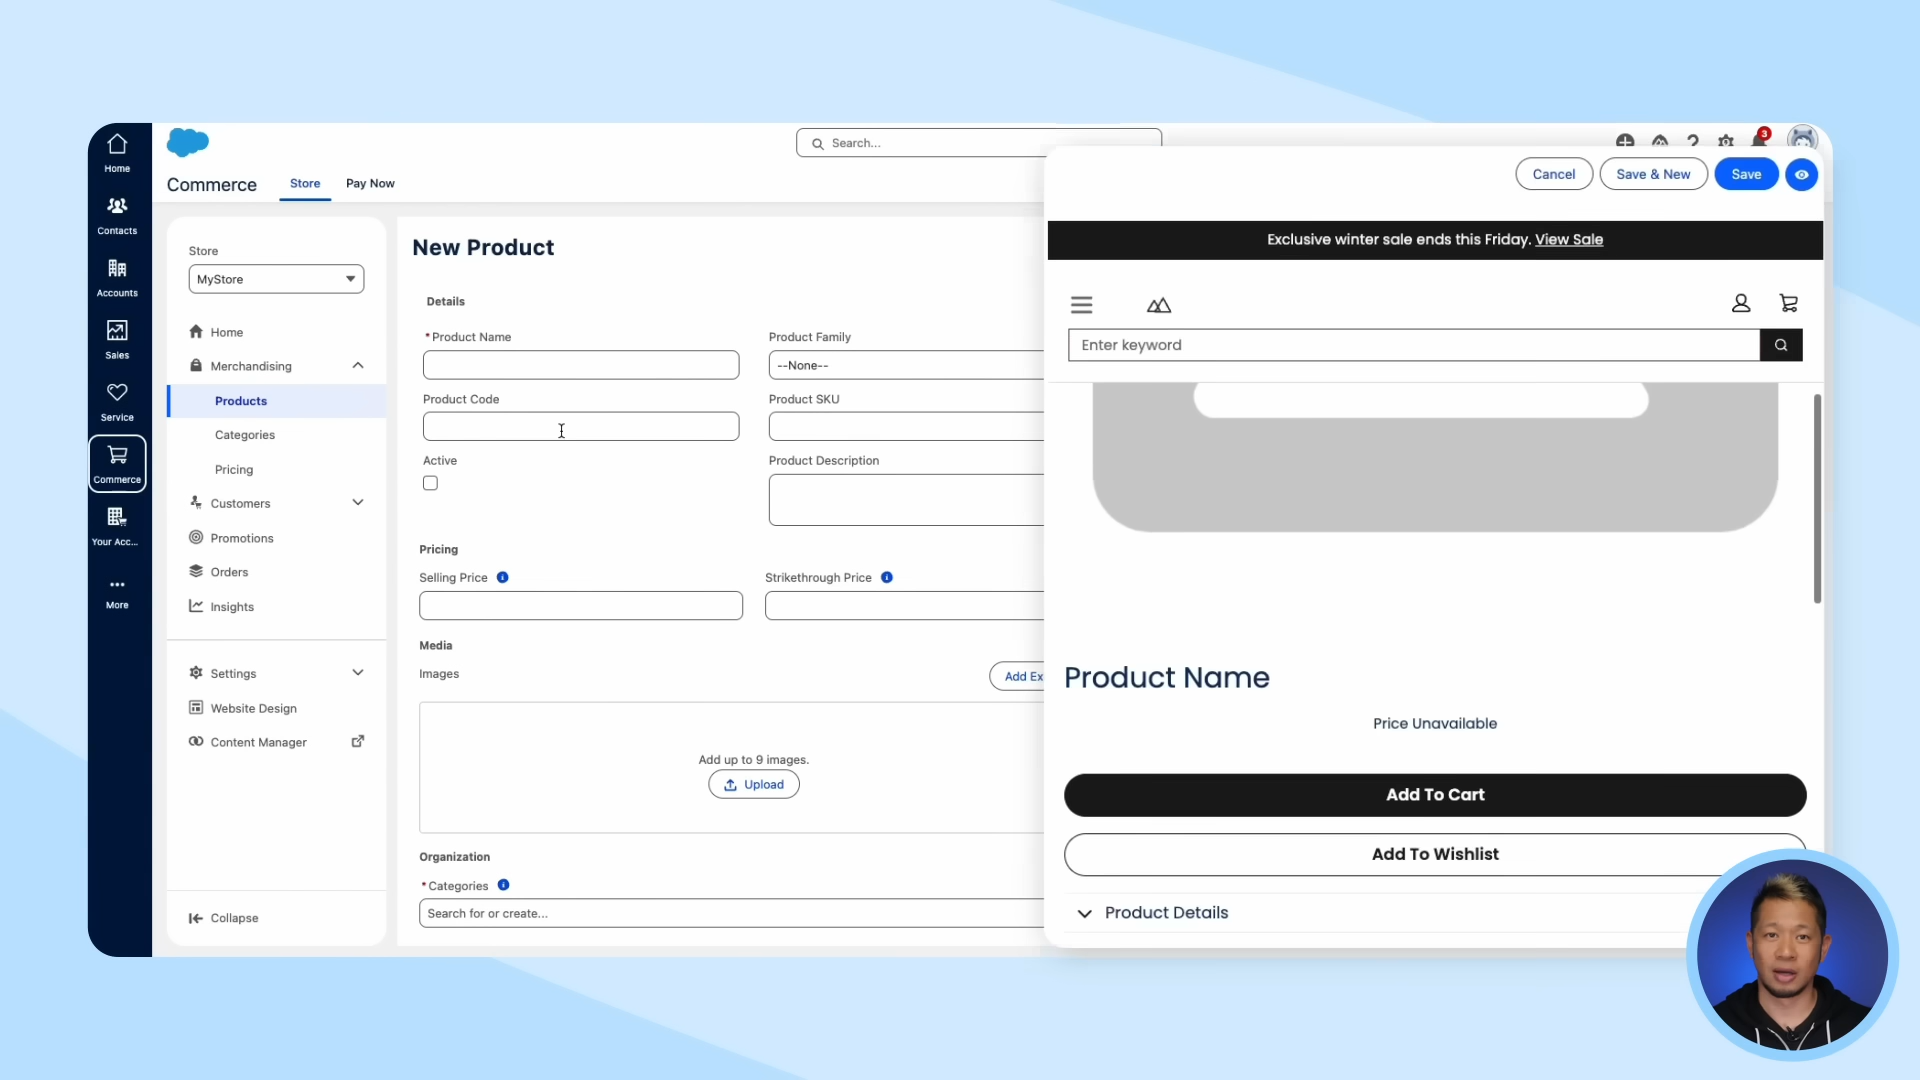 Home
Contacts
Accounts
Sales
Service
Commerce
Your Acc...
More
Search...
3
Commerce
Store
Pay Now
Store
MyStore
Home
Merchandising
Products
Categories
Pricing
Customers
Promotions
Orders
Insights
Settings
Website Design
Content Manager
Collapse
New Product
Details
*Product Name
Product Family
--None--
Product Code
Product SKU
Active
Product Description
Pricing
Selling Price
Strikethrough Price
Media
Images
Add Ex
Add up to 9 images.
Upload
Organization
*Categories
Search for or create...
Cancel
Save & New
Save
Exclusive winter sale ends this Friday. View Sale
Enter keyword
Product Name
Price Unavailable
Add To Cart
Add To Wishlist
Product Details